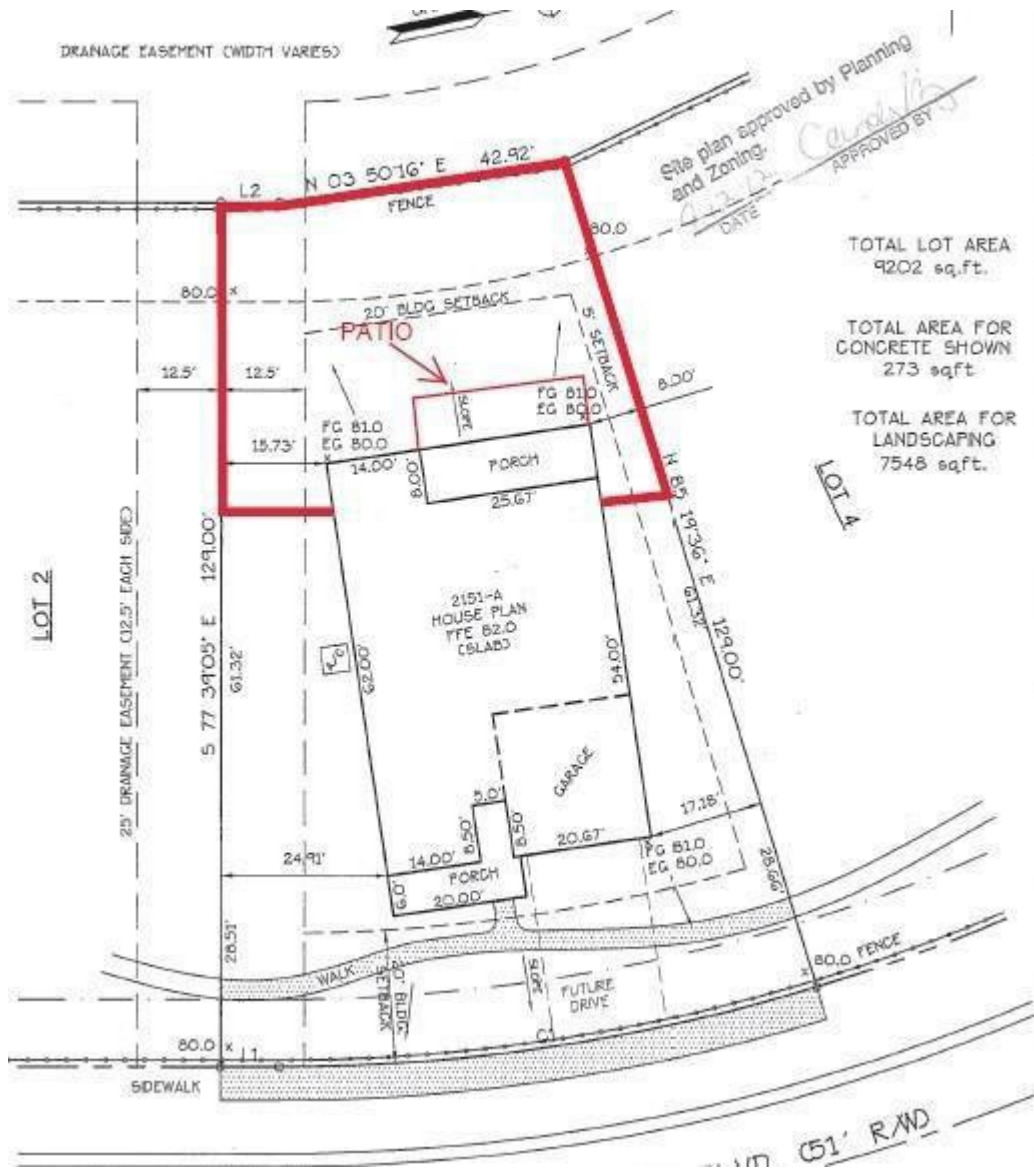 DRAINAGE EASEMENT (WIDTH VARIES)
Site plan approved by Planning
and Zoning.
APPROVED BY
DATE
L2
N 03 50'16" E 42.92'
FENCE
80.0
TOTAL LOT AREA
9202 sq.ft.
80.0
20' BLDG SETBACK
5' SETBACK
PATIO
TOTAL AREA FOR
CONCRETE SHOWN
273 sqft
12.5'
12.5'
SLOPE
8.00'
FG 81.0
EG 80.0
FG 81.0
EG 80.0
TOTAL AREA FOR
LANDSCAPING
7548 sqft.
15.73'
14.00'
8.00'
PORCH
25.67'
LOT 4
N 85 19'36" E 129.00'
61.32'
LOT 2
25' DRAINAGE EASEMENT (12.5' EACH SIDE)
S 77 39'05" E 129.00'
61.32'
2151-A
HOUSE PLAN
FFE 82.0
(SLAB)
A/C
62.00'
54.00'
GARAGE
5.0'
8.50'
8.50'
20.67'
17.18'
FG 81.0
EG 80.0
28.66'
24.91'
14.00'
PORCH
6.0'
20.00'
28.51'
WALK
20' BLDG
SETBACK
SLOPE
FUTURE
DRIVE
80.0
FENCE
C1
80.0
L1
SIDEWALK
(51' R/W)